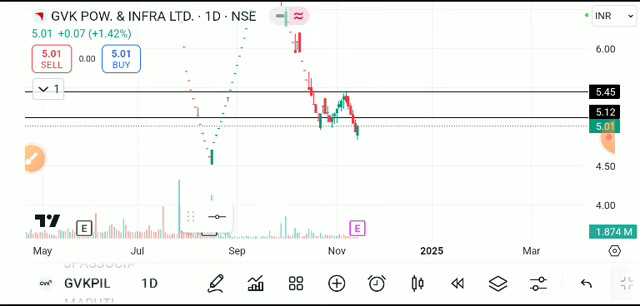 GVK POW. & INFRA LTD. · 1D · NSE
INR
5.01 +0.07 (+1.42%)
5.01
SELL
0.00
5.01
BUY
6.00
1
5.45
5.12
5.01
4.50
4.00
E
E
1.874 M
May
Jul
Sep
Nov
2025
Mar
JPASSOCIA
GVKPIL
1D
MARUTI